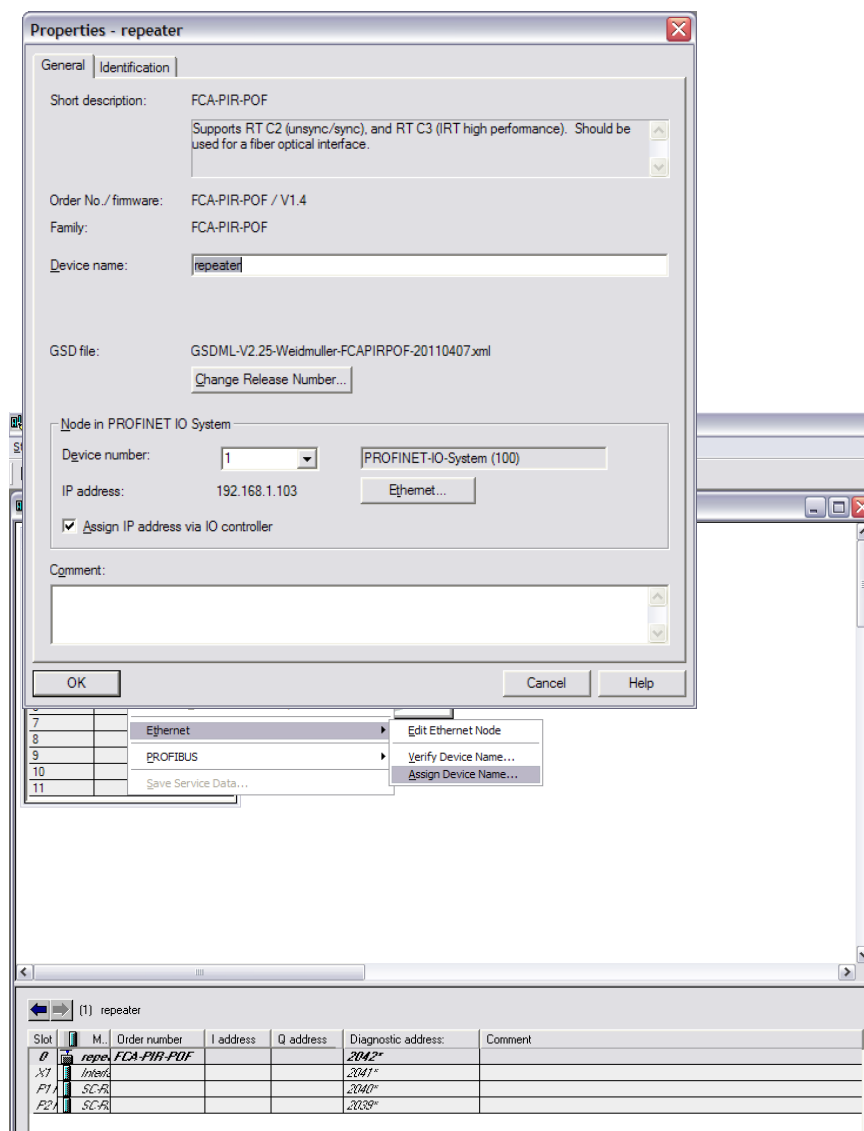 Properties - repeater
General
Identification
Short description:
FCA-PIR-POF
Supports RT C2 (unsync/sync), and RT C3 (IRT high performance).  Should be
used for a fiber optical interface.
Order No./ firmware:
FCA-PIR-POF / V1.4
Family:
FCA-PIR-POF
Device name:
repeater
GSD file:
GSDML-V2.25-Weidmuller-FCAPIRPOF-20110407.xml
Change Release Number...
Node in PROFINET IO System
Device number:
1
PROFINET-IO-System (100)
IP address:
192.168.1.103
Ethernet...
Assign IP address via IO controller
Comment:
OK
Cancel
Help
7
8
9
10
11
Ethernet
PROFIBUS
Save Service Data...
Edit Ethernet Node
Verify Device Name...
Assign Device Name...
(1) repeater
Slot M.. Order number I address Q address Diagnostic address: Comment
0 repe FCA-PIR-POF 2042*
X1 Interfa 2041*
P1 SC-R 2040*
P2 SC-R 2039*